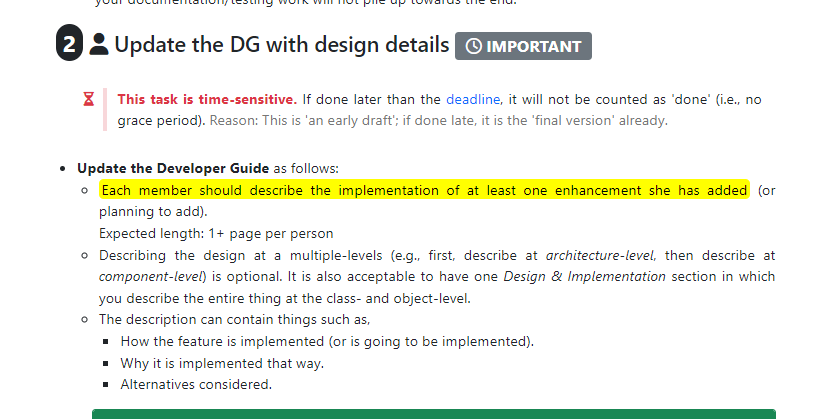 your documentation/testing work will not pile up towards the end.
2 Update the DG with design details IMPORTANT
This task is time-sensitive. If done later than the deadline, it will not be counted as 'done' (i.e., no
grace period). Reason: This is 'an early draft'; if done late, it is the 'final version' already.
• Update the Developer Guide as follows:
◦ Each member should describe the implementation of at least one enhancement she has added (or
planning to add).
Expected length: 1+ page per person
◦ Describing the design at a multiple-levels (e.g., first, describe at architecture-level, then describe at
component-level) is optional. It is also acceptable to have one Design & Implementation section in which
you describe the entire thing at the class- and object-level.
◦ The description can contain things such as,
▪ How the feature is implemented (or is going to be implemented).
▪ Why it is implemented that way.
▪ Alternatives considered.